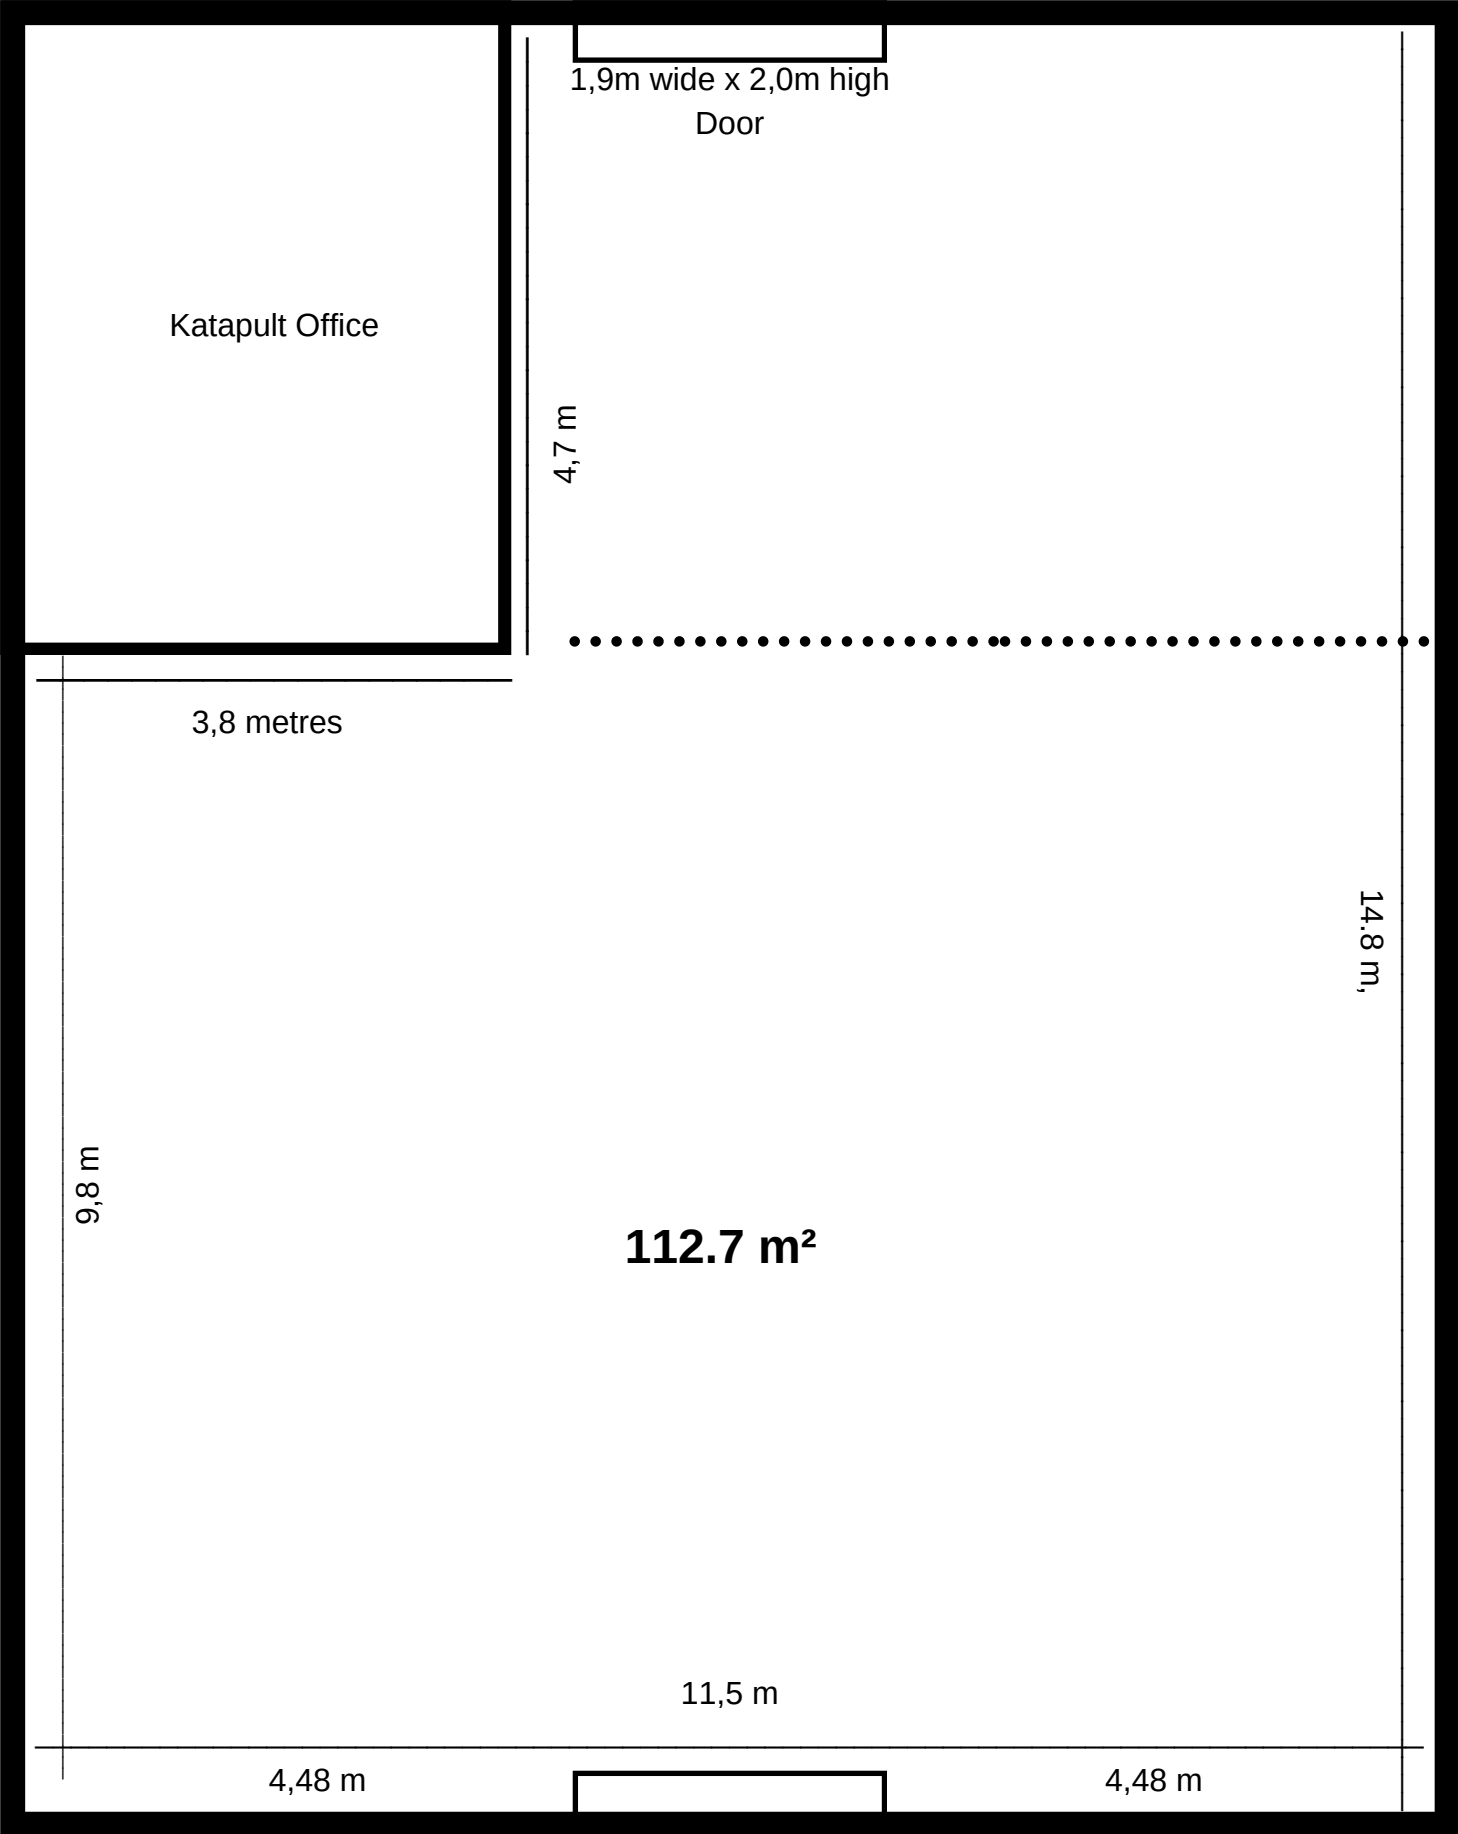 1,9m wide x 2,0m high
Door
Katapult Office
4,7 m
3,8 metres
14.8 m,
9,8 m
112.7 m²
11,5 m
4,48 m
4,48 m